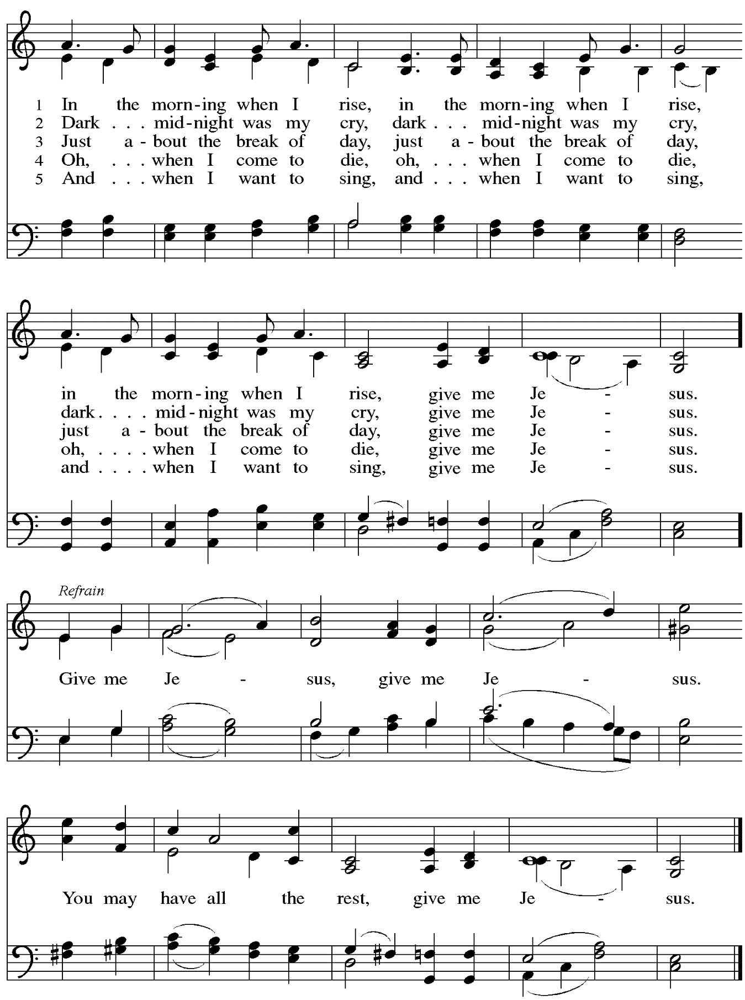 1 In the morn-ing when I rise, in the morn-ing when I rise,
2 Dark . . . mid-night was my cry, dark . . . mid-night was my cry,
3 Just a - bout the break of day, just a - bout the break of day,
4 Oh, . . . when I come to die, oh, . . . when I come to die,
5 And . . . when I want to sing, and . . . when I want to sing,
in the morn-ing when I rise, give me Je - sus.
dark. . . . mid-night was my cry, give me Je - sus.
just a - bout the break of day, give me Je - sus.
oh, . . . . when I come to die, give me Je - sus.
and . . . . when I want to sing, give me Je - sus.
Refrain
Give me Je - sus, give me Je - sus.
You may have all the rest, give me Je - sus.